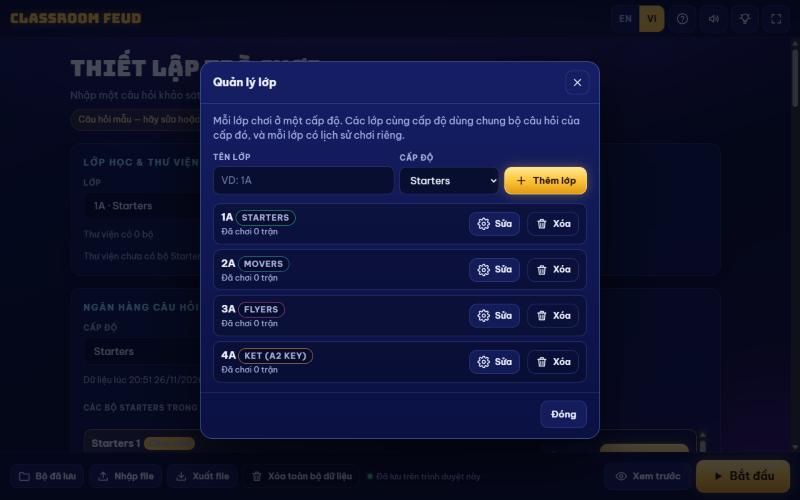 CLASSROOM FEUD
EN
VI
THIẾT LẬP TRÒ CHƠI
Nhập một câu hỏi khảo sát
Câu hỏi mẫu — hãy sửa hoặc
LỚP HỌC & THƯ VIỆN
LỚP
1A · Starters
Thư viện có 0 bộ
Thư viện chưa có bộ Starter
NGÂN HÀNG CÂU HỎI
CẤP ĐỘ
Starters
Dữ liệu lúc 20:51 26/11/202
CÁC BỘ STARTERS TRONG
Starters 1
Quản lý lớp
Mỗi lớp chơi ở một cấp độ. Các lớp cùng cấp độ dùng chung bộ câu hỏi của
cấp đó, và mỗi lớp có lịch sử chơi riêng.
TÊN LỚP
CẤP ĐỘ
VD: 1A
Starters
Thêm lớp
1A STARTERS
Đã chơi 0 trận
Sửa
Xóa
2A MOVERS
Đã chơi 0 trận
Sửa
Xóa
3A FLYERS
Đã chơi 0 trận
Sửa
Xóa
4A KET (A2 KEY)
Đã chơi 0 trận
Sửa
Xóa
Đóng
Bộ đã lưu
Nhập file
Xuất file
Xóa toàn bộ dữ liệu
Đã lưu trên trình duyệt này
Xem trước
Bắt đầu